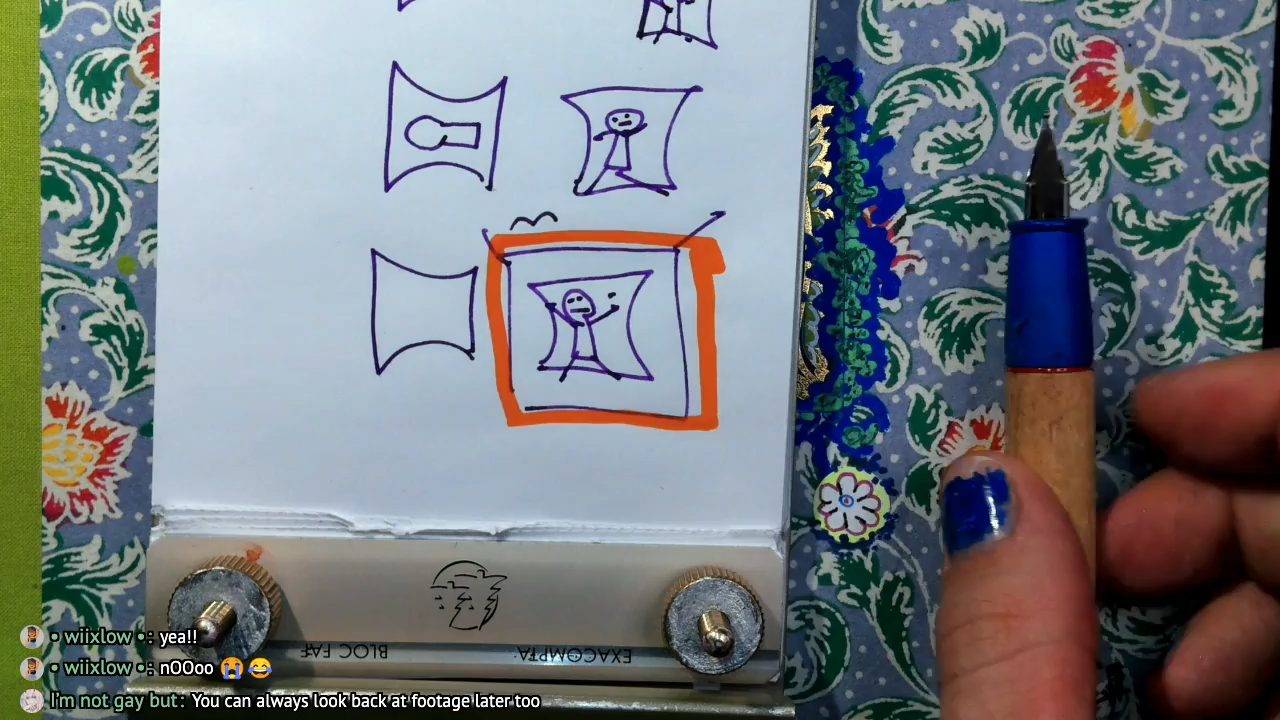 EXACOMPTA
BLOC FAF
• wiixlow •: yea!!
• wiixlow •: nOOoo 😭😂
I'm not gay but: You can always look back at footage later too